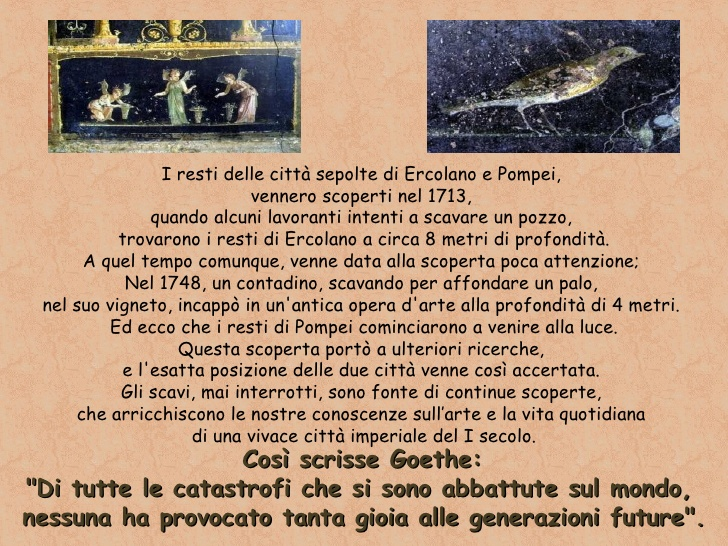 I resti delle città sepolte di Ercolano e Pompei,
vennero scoperti nel 1713,
quando alcuni lavoranti intenti a scavare un pozzo,
trovarono i resti di Ercolano a circa 8 metri di profondità.
A quel tempo comunque, venne data alla scoperta poca attenzione;
Nel 1748, un contadino, scavando per affondare un palo,
nel suo vigneto, incappò in un'antica opera d'arte alla profondità di 4 metri.
Ed ecco che i resti di Pompei cominciarono a venire alla luce.
Questa scoperta portò a ulteriori ricerche,
e l'esatta posizione delle due città venne così accertata.
Gli scavi, mai interrotti, sono fonte di continue scoperte,
che arricchiscono le nostre conoscenze sull’arte e la vita quotidiana
di una vivace città imperiale del I secolo.
Così scrisse Goethe:
"Di tutte le catastrofi che si sono abbattute sul mondo,
nessuna ha provocato tanta gioia alle generazioni future".